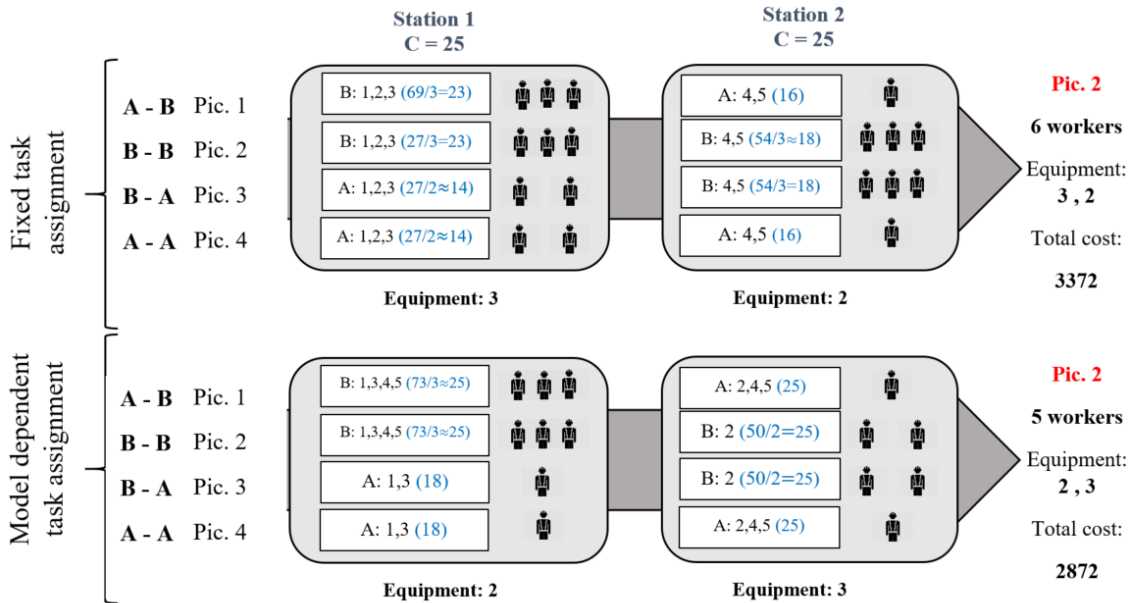 Station 1
C = 25
Station 2
C = 25
Fixed task
assignment
A - B Pic. 1
B: 1,2,3 (69/3=23)
A: 4,5 (16)
B - B Pic. 2
B: 1,2,3 (27/3=23)
B: 4,5 (54/3≈18)
B - A Pic. 3
A: 1,2,3 (27/2≈14)
B: 4,5 (54/3=18)
A - A Pic. 4
A: 1,2,3 (27/2≈14)
A: 4,5 (16)
Equipment: 3
Equipment: 2
Pic. 2
6 workers
Equipment:
3 , 2
Total cost:
3372
Model dependent
task assignment
A - B Pic. 1
B: 1,3,4,5 (73/3≈25)
A: 2,4,5 (25)
B - B Pic. 2
B: 1,3,4,5 (73/3≈25)
B: 2 (50/2=25)
B - A Pic. 3
A: 1,3 (18)
B: 2 (50/2=25)
A - A Pic. 4
A: 1,3 (18)
A: 2,4,5 (25)
Equipment: 2
Equipment: 3
Pic. 2
5 workers
Equipment:
2 , 3
Total cost:
2872